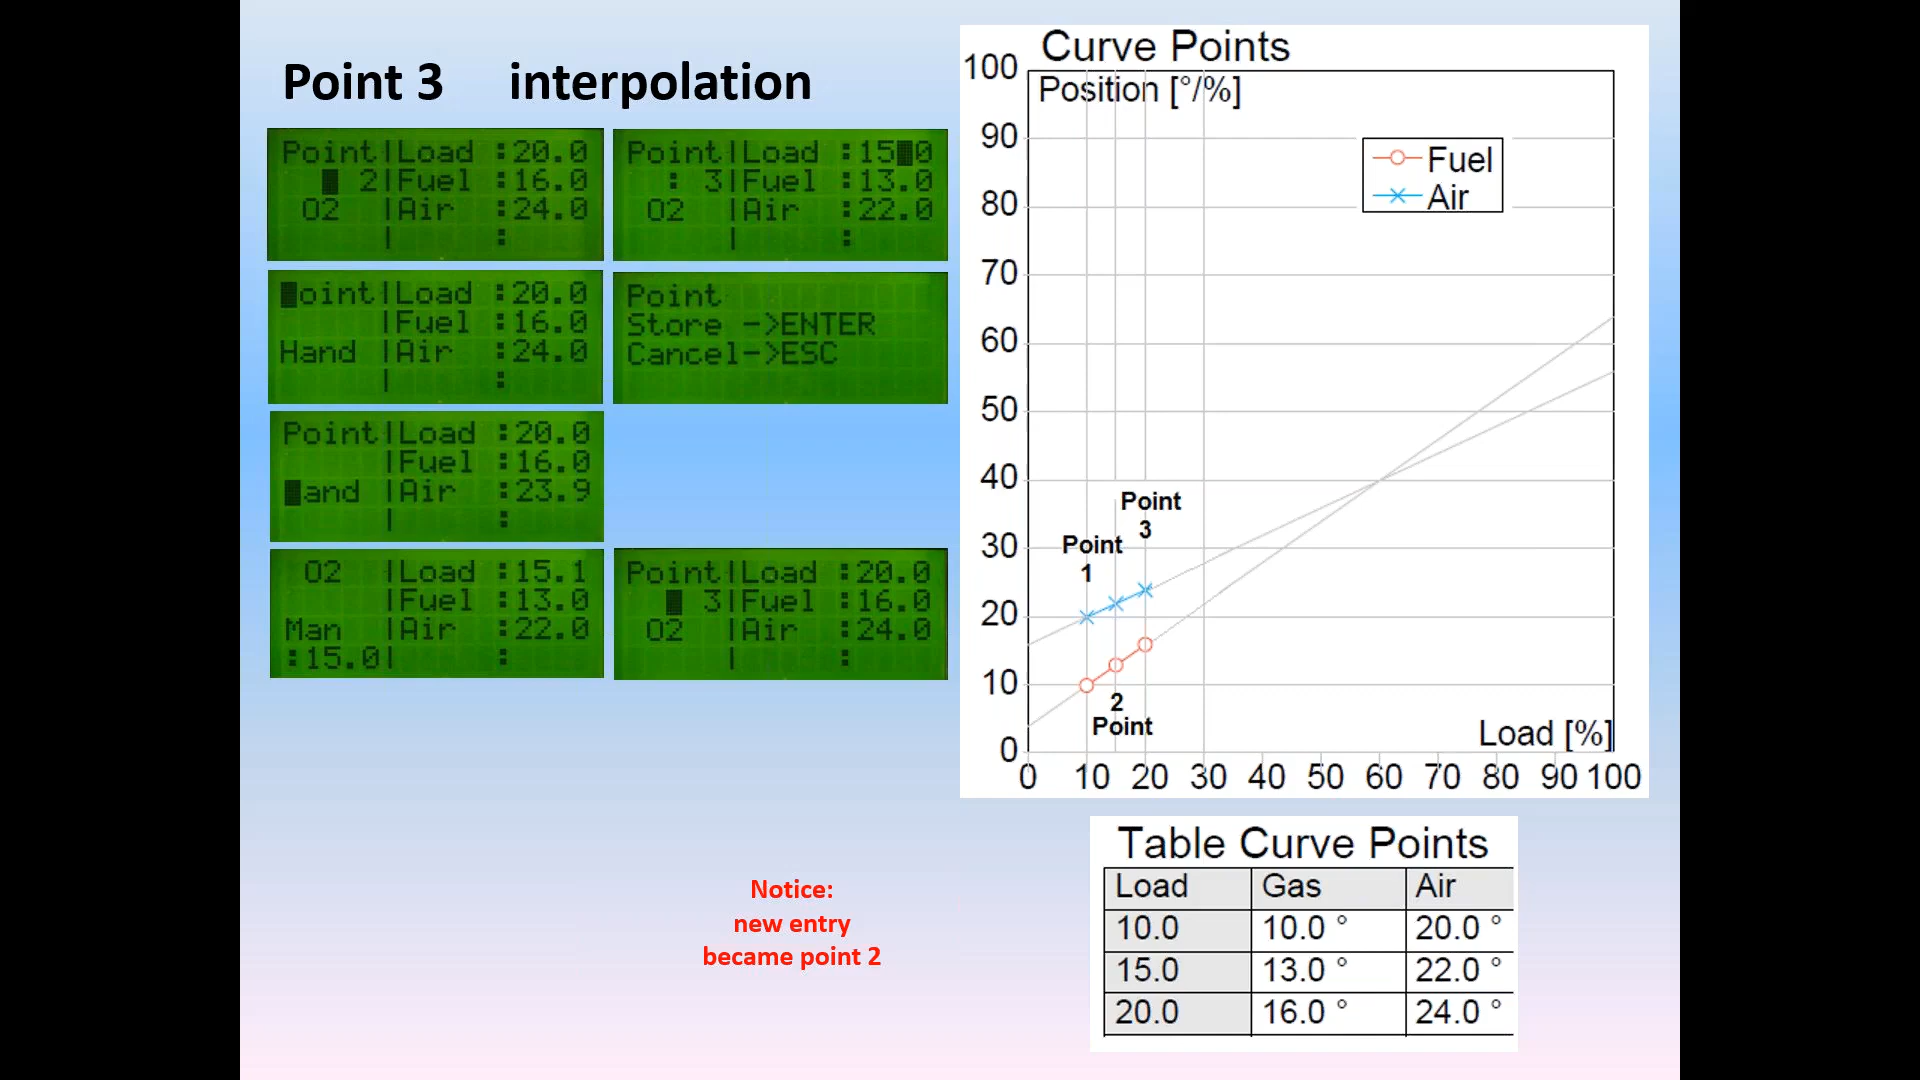 Point 3 interpolation
Point|Load :20.0
2|Fuel :16.0
O2 |Air :24.0
| :
Point|Load :15 0
: 3|Fuel :13.0
O2 |Air :22.0
| :
oint|Load :20.0
|Fuel :16.0
Hand |Air :24.0
| :
Point
Store ->ENTER
Cancel->ESC
Point|Load :20.0
|Fuel :16.0
and |Air :23.9
| :
O2 |Load :15.1
|Fuel :13.0
Man |Air :22.0
:15.0| :
Point|Load :20.0
3|Fuel :16.0
O2 |Air :24.0
| :
Notice:
new entry
became point 2
Curve Points
Position [°/%]
100
90
80
70
60
50
40
30
20
10
0
Fuel
Air
Point
3
Point
1
2
Point
Load [%]
0 10 20 30 40 50 60 70 80 90 100
Table Curve Points
Load Gas Air
10.0 10.0 ° 20.0 °
15.0 13.0 ° 22.0 °
20.0 16.0 ° 24.0 °